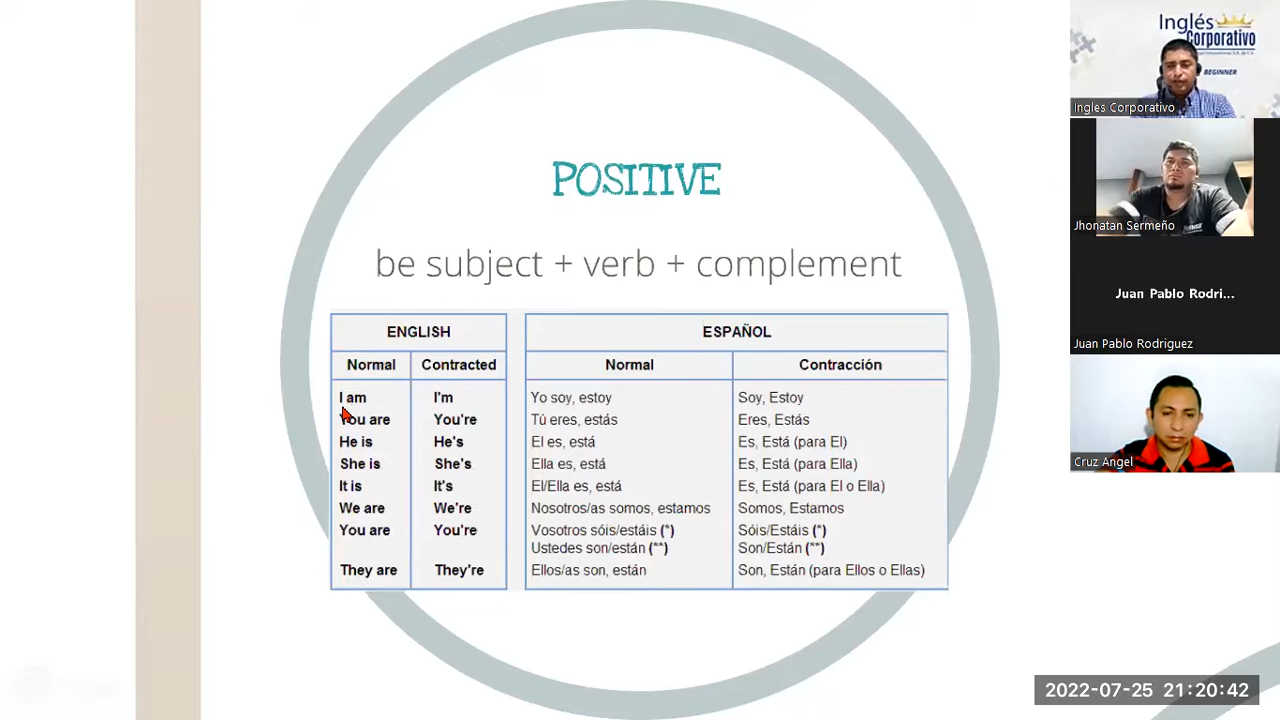 POSITIVE
be subject + verb + complement
ENGLISH
Normal Contracted
I am I'm
You are You're
He is He's
She is She's
It is It's
We are We're
You are You're
They are They're
ESPAÑOL
Normal Contracción
Yo soy, estoy Soy, Estoy
Tú eres, estás Eres, Estás
El es, está Es, Está (para El)
Ella es, está Es, Está (para Ella)
El/Ella es, está Es, Está (para El o Ella)
Nosotros/as somos, estamos Somos, Estamos
Vosotros sóis/estáis (*) Sóis/Estáis (*)
Ustedes son/están (**) Son/Están (**)
Ellos/as son, están Son, Están (para Ellos o Ellas)
Inglés
Corporativo
BEGINNER
Ingles Corporativo
Jhonatan Sermeño
Juan Pablo Rodri...
Juan Pablo Rodriguez
Cruz Angel
2022-07-25 21:20:42